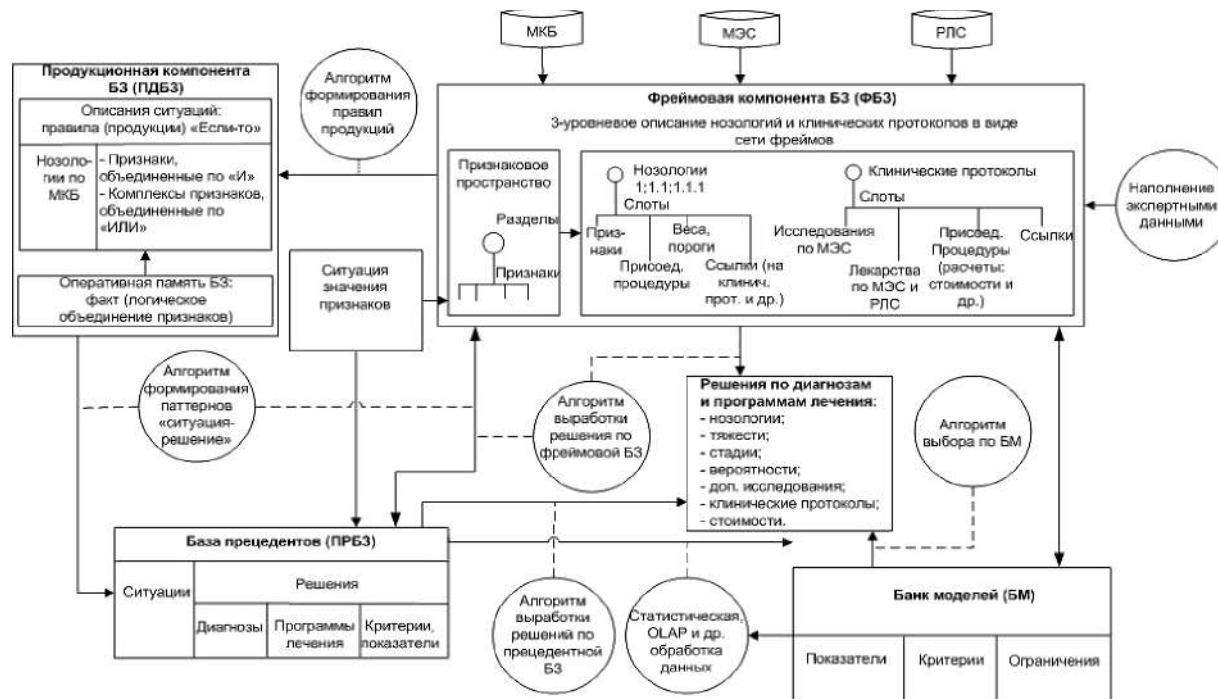 МКБ
МЭС
РЛС
Продукционная компонента
БЗ (ПДБЗ)
Описания ситуаций:
правила (продукции) «Если-то»
Нозоло-
гии по
МКБ
- Признаки,
объединенные по «И»
- Комплексы признаков,
объединенные по
«ИЛИ»
Оперативная память БЗ:
факт (логическое
объединение признаков)
Алгоритм
формирования
правил
продукций
Фреймовая компонента БЗ (ФБЗ)
3-уровневое описание нозологий и клинических протоколов в виде
сети фреймов
Признаковое
пространство
Разделы
Признаки
Нозологии
1;1.1;1.1.1
Слоты
Приз-
наки
Присоед.
процедуры
Веса,
пороги
Ссылки (на
клинич.
прот. и др.)
Клинические протоколы
Слоты
Исследования
по МЭС
Лекарства
по МЭС и
РЛС
Присоед.
Процедуры
(расчеты:
стоимости и
др.)
Ссылки
Наполнение
экспертными
данными
Ситуация
значения
признаков
Алгоритм
формирования
паттернов
«ситуация-
решение»
Алгоритм
выработки
решения по
фреймовой БЗ
Решения по диагнозам
и программам лечения:
- нозологии;
- тяжести;
- стадии;
- вероятности;
- доп. исследования;
- клинические протоколы;
- стоимости.
Алгоритм
выбора по БМ
База прецедентов (ПРБЗ)
Ситуации
Решения
Диагнозы
Программы
лечения
Критерии,
показатели
Алгоритм
выработки
решений по
прецедентной
БЗ
Статистическая,
OLAP и др.
обработка
данных
Банк моделей (БМ)
Показатели
Критерии
Ограничения